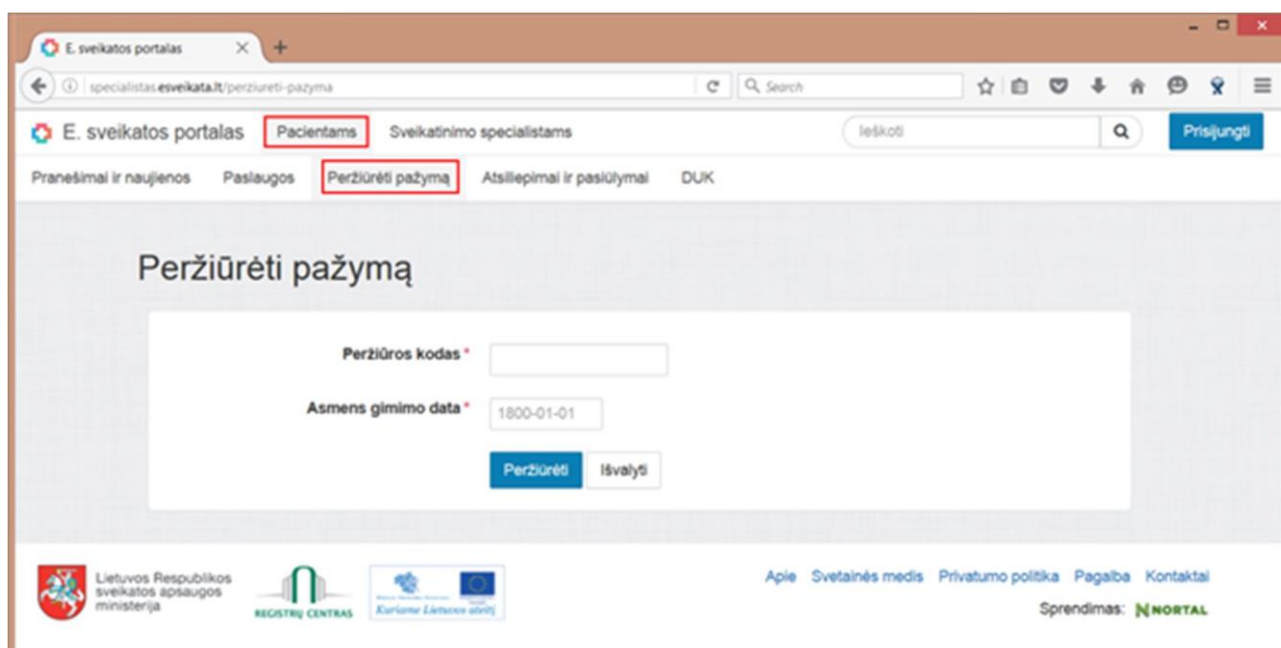 E. sveikatos portalas
specialistas.esveikata.lt/perziureti-pazyma
Search
E. sveikatos portalas Pacientams Sveikatinimo specialistams Ieškoti Prisijungti
Pranešimai ir naujienos Paslaugos Peržiūrėti pažymą Atsiliepimai ir pasiūlymai DUK
Peržiūrėti pažymą
Peržiūros kodas *
Asmens gimimo data * 1800-01-01
Peržiūrėti Išvalyti
Lietuvos Respublikos
sveikatos apsaugos
ministerija
REGISTRŲ CENTRAS
Kuriame Lietuvos ateitį
Apie Svetainės medis Privatumo politika Pagalba Kontaktai
Sprendimas: NORTAL